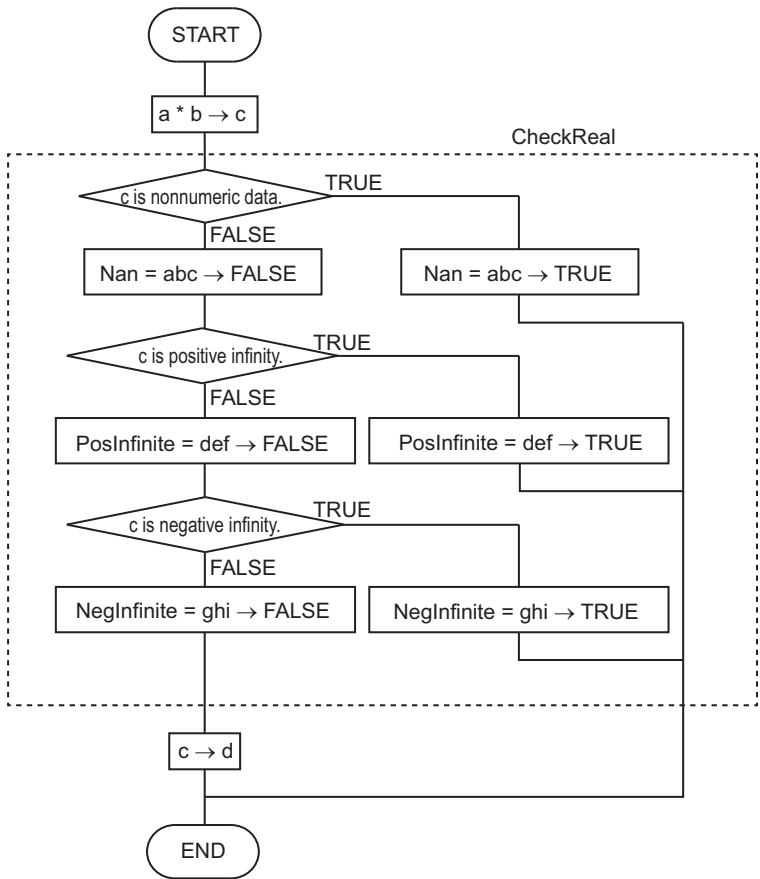 START
a * b → c
CheckReal
c is nonnumeric data.
TRUE
FALSE
Nan = abc → FALSE
Nan = abc → TRUE
c is positive infinity.
TRUE
FALSE
PosInfinite = def → FALSE
PosInfinite = def → TRUE
c is negative infinity.
TRUE
FALSE
NegInfinite = ghi → FALSE
NegInfinite = ghi → TRUE
c → d
END